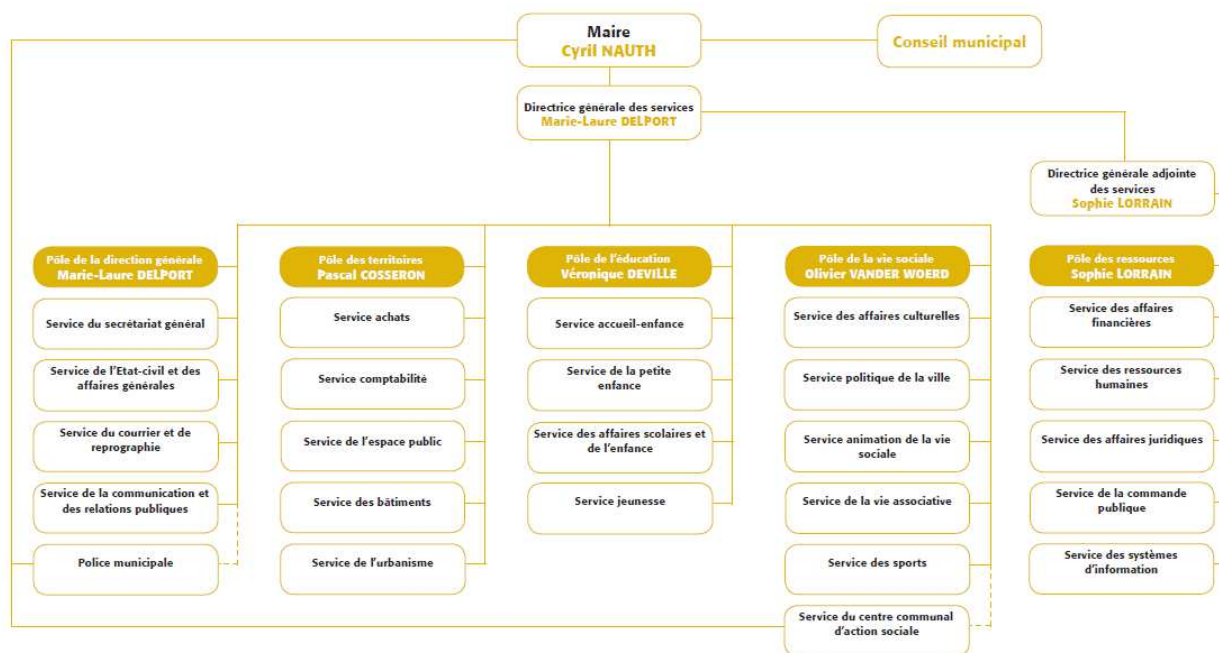 Maire
Cyril NAUTH
Conseil municipal
Directrice générale des services
Marie-Laure DELPORT
Directrice générale adjointe
des services
Sophie LORRAIN
Pôle de la direction générale
Marie-Laure DELPORT
Service du secrétariat général
Service de l'Etat-civil et des
affaires générales
Service du courrier et de
reprographie
Service de la communication et
des relations publiques
Police municipale
Pôle des territoires
Pascal COSSERON
Service achats
Service comptabilité
Service de l'espace public
Service des bâtiments
Service de l'urbanisme
Pôle de l'éducation
Véronique DEVILLE
Service accueil-enfance
Service de la petite
enfance
Service des affaires scolaires et
de l'enfance
Service jeunesse
Pôle de la vie sociale
Olivier VANDER WOERD
Service des affaires culturelles
Service politique de la ville
Service animation de la vie
sociale
Service de la vie associative
Service des sports
Service du centre communal
d'action sociale
Pôle des ressources
Sophie LORRAIN
Service des affaires
financières
Service des ressources
humaines
Service des affaires juridiques
Service de la commande
publique
Service des systèmes
d'information